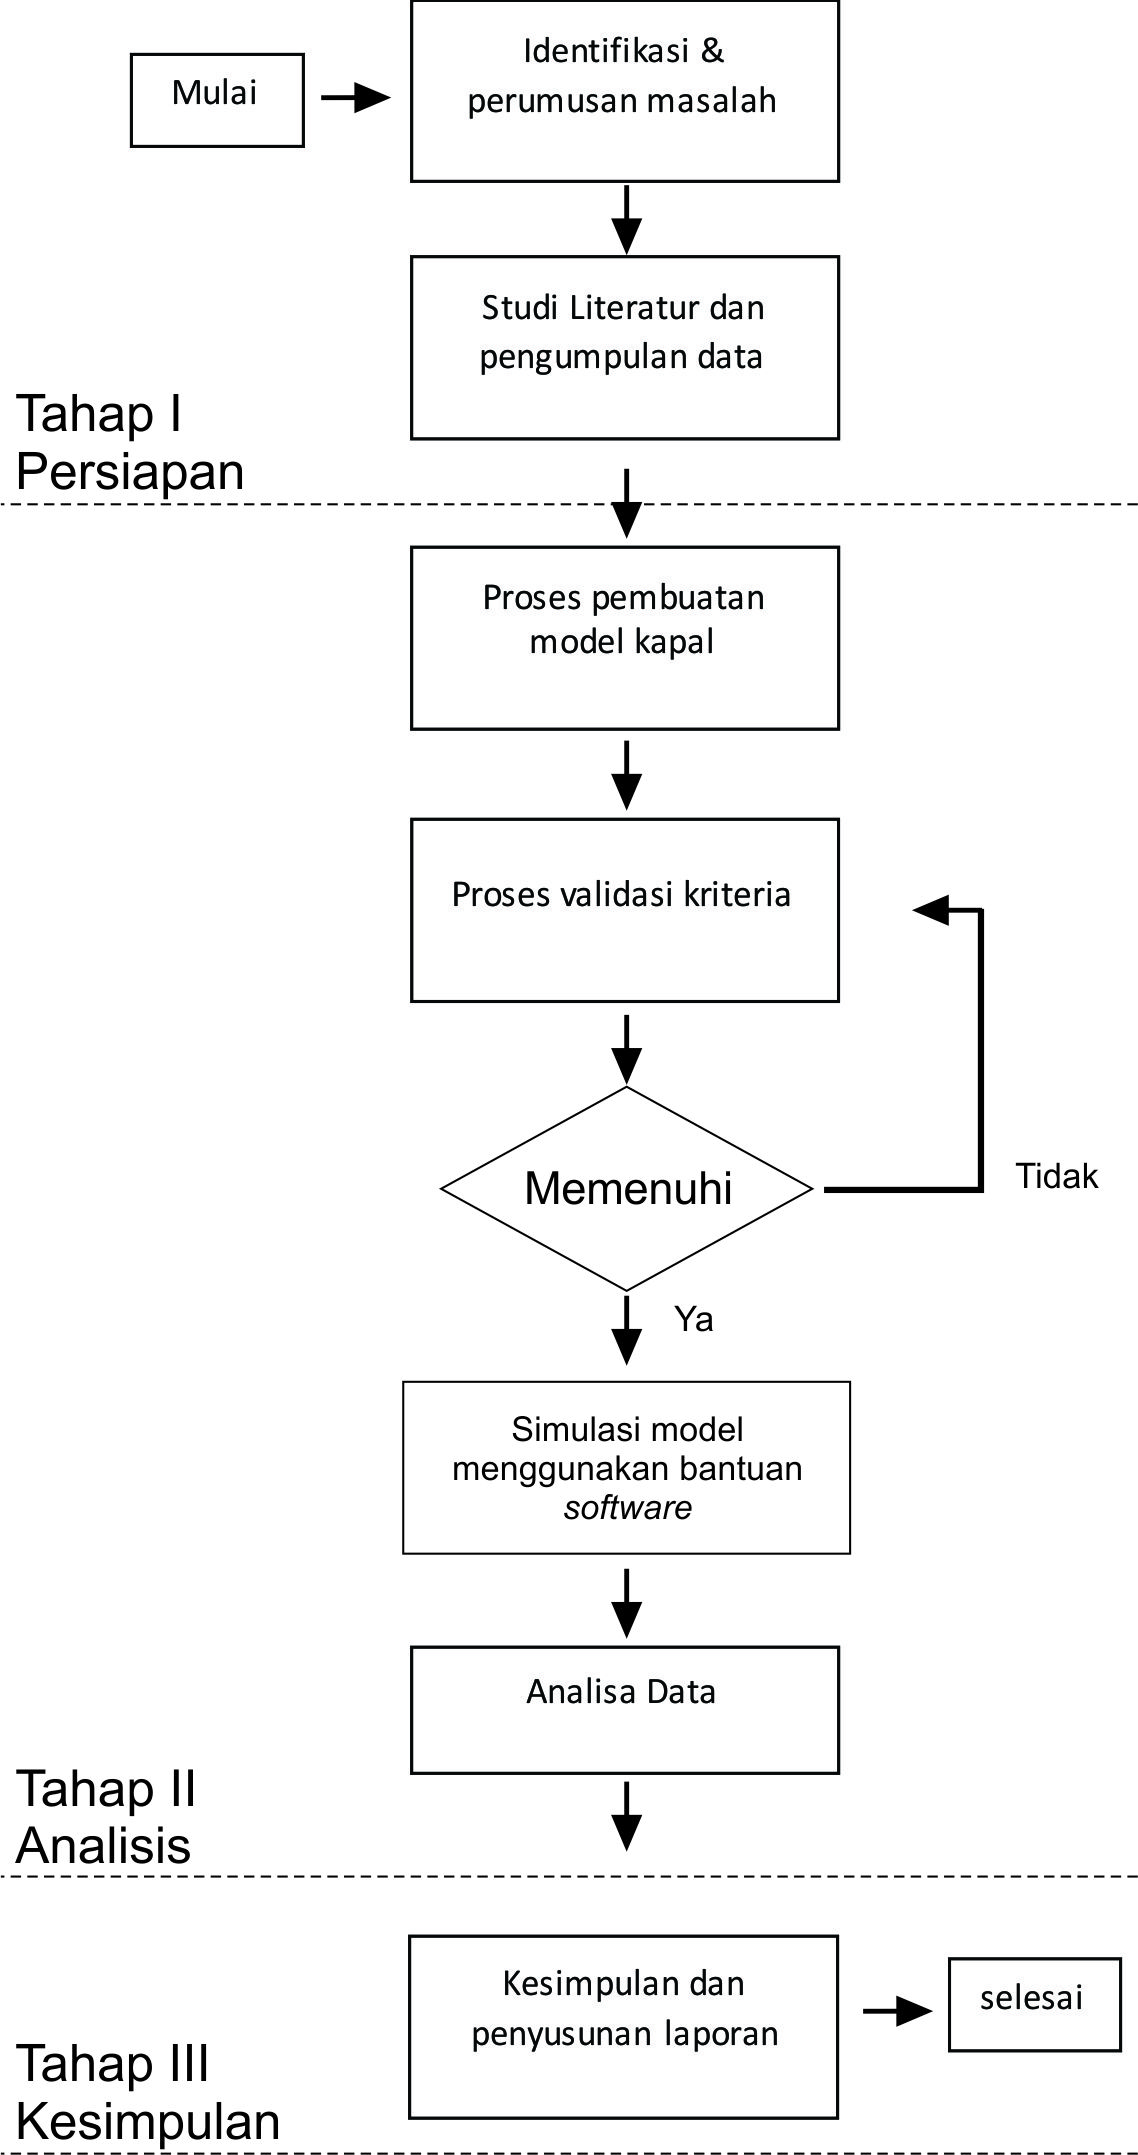 Mulai
Identifikasi &
perumusan masalah
Studi Literatur dan
pengumpulan data
Tahap I
Persiapan
Proses pembuatan
model kapal
Proses validasi kriteria
Memenuhi
Tidak
Ya
Simulasi model
menggunakan bantuan
software
Analisa Data
Tahap II
Analisis
Kesimpulan dan
penyusunan laporan
selesai
Tahap III
Kesimpulan